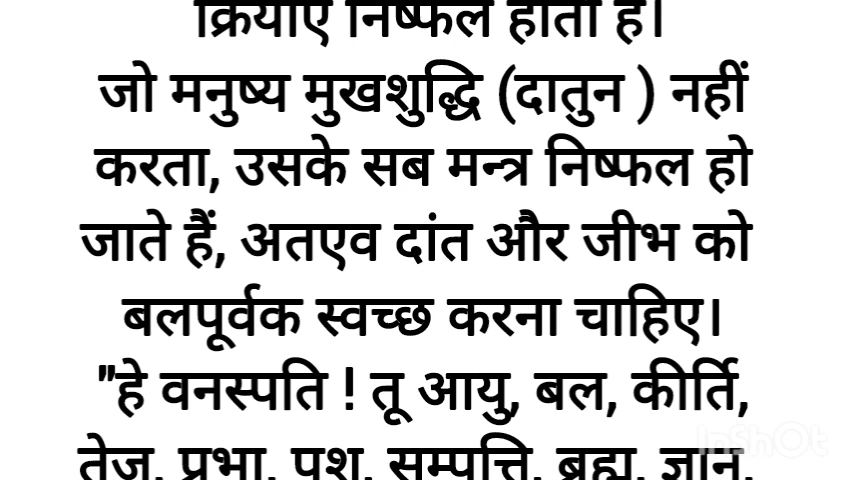 क्रियाएं निष्फल होती हैं।
जो मनुष्य मुखशुद्धि (दातुन ) नहीं
करता, उसके सब मन्त्र निष्फल हो
जाते हैं, अतएव दांत और जीभ को
बलपूर्वक स्वच्छ करना चाहिए।
"हे वनस्पति ! तू आयु, बल, कीर्ति,
तेज, प्रभा, पशु, सम्पत्ति, ब्रह्म, ज्ञान,
InShOt